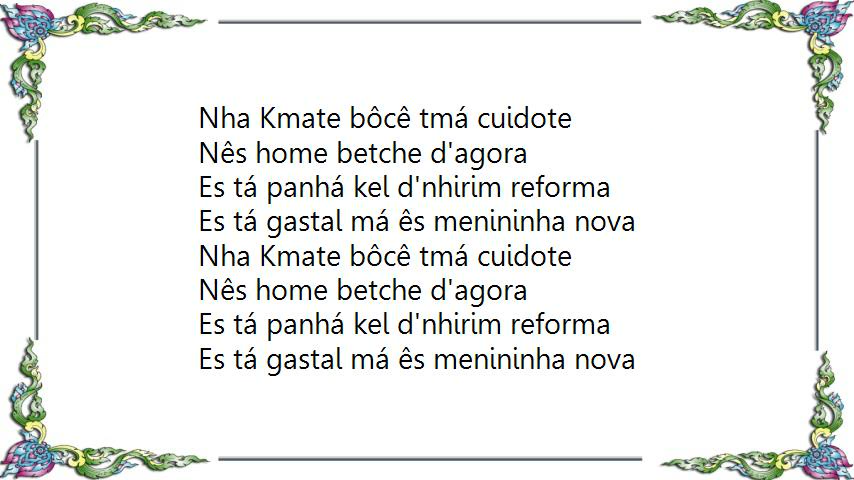 Nha Kmate bôcê tmá cuidote
Nês home betche d'agora
Es tá panhá kel d'nhirim reforma
Es tá gastal má ês menininha nova
Nha Kmate bôcê tmá cuidote
Nês home betche d'agora
Es tá panhá kel d'nhirim reforma
Es tá gastal má ês menininha nova